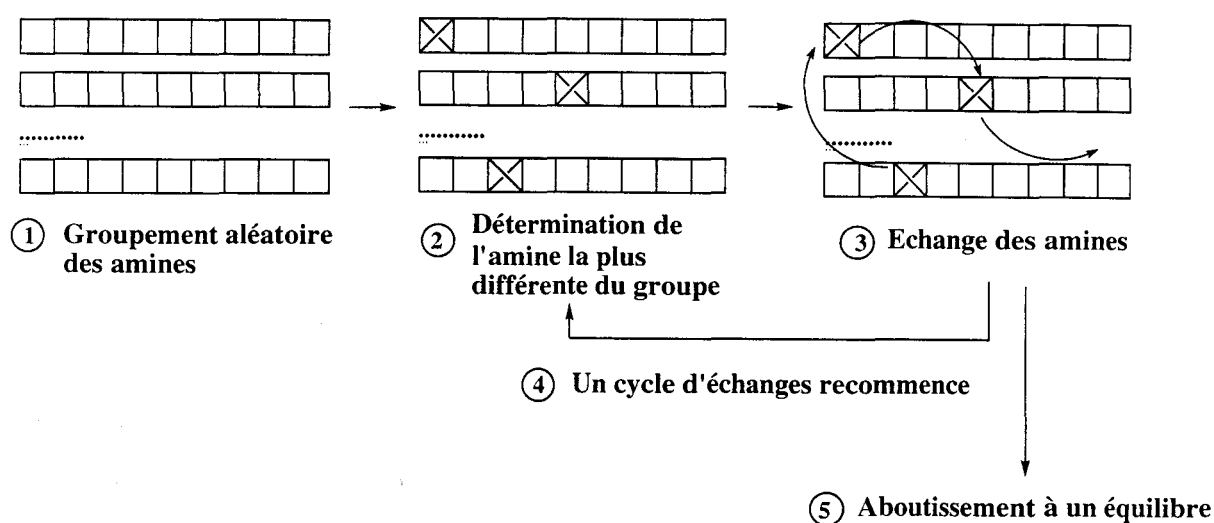 ① Groupement aléatoire
des amines
② Détermination de
l'amine la plus
différente du groupe
③ Echange des amines
④ Un cycle d'échanges recommence
⑤ Aboutissement à un équilibre